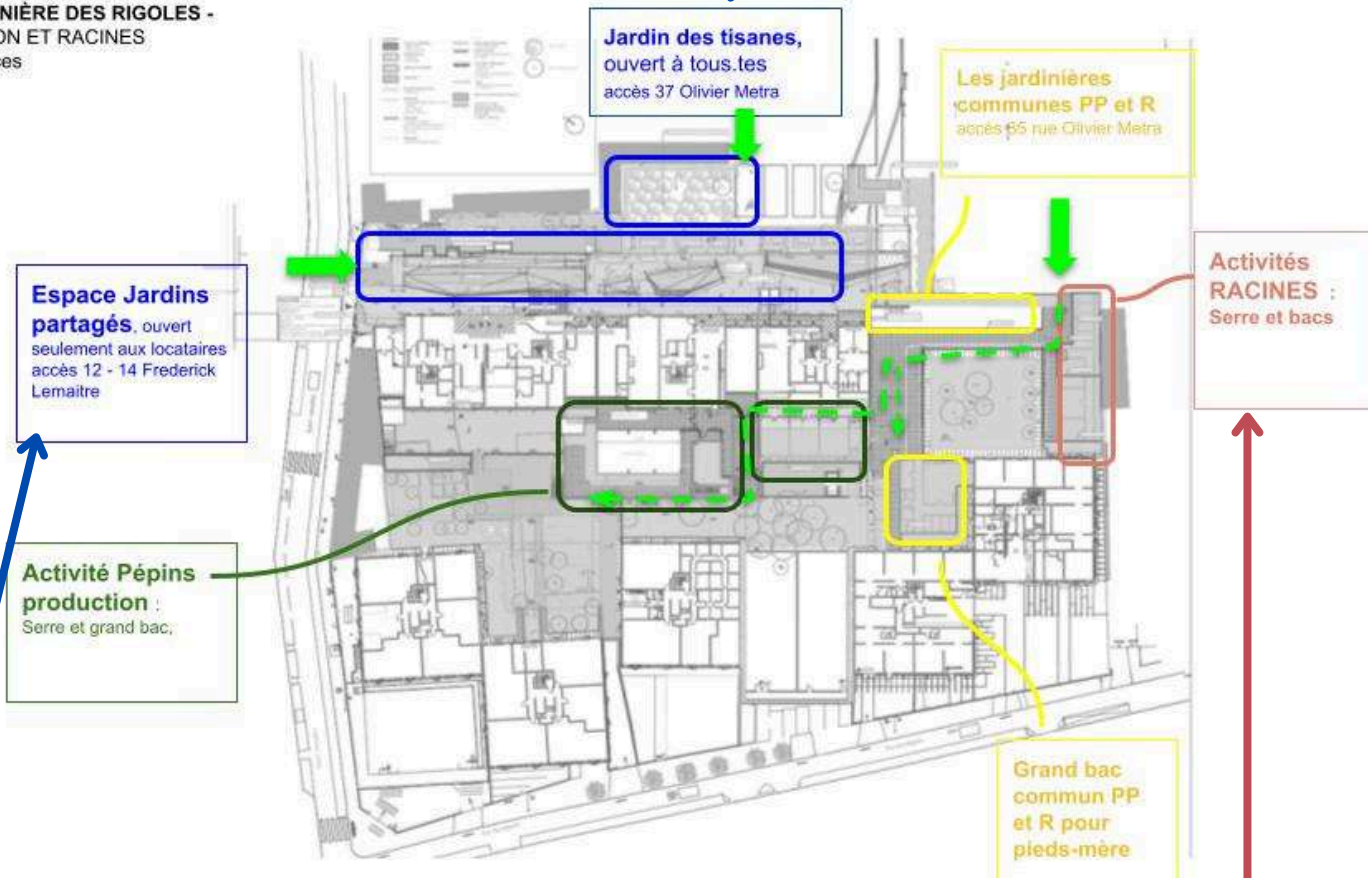 NIÈRE DES RIGOLES -
ON ET RACINES
ces
Jardin des tisanes,
ouvert à tous.tes
accès 37 Olivier Metra
Les jardinières
communes PP et R
accès 55 rue Olivier Metra
Espace Jardins
partagés, ouvert
seulement aux locataires
accès 12 - 14 Frederick
Lemaitre
Activités
RACINES :
Serre et bacs
Activité Pépins
production :
Serre et grand bac,
Grand bac
commun PP
et R pour
pieds-mère